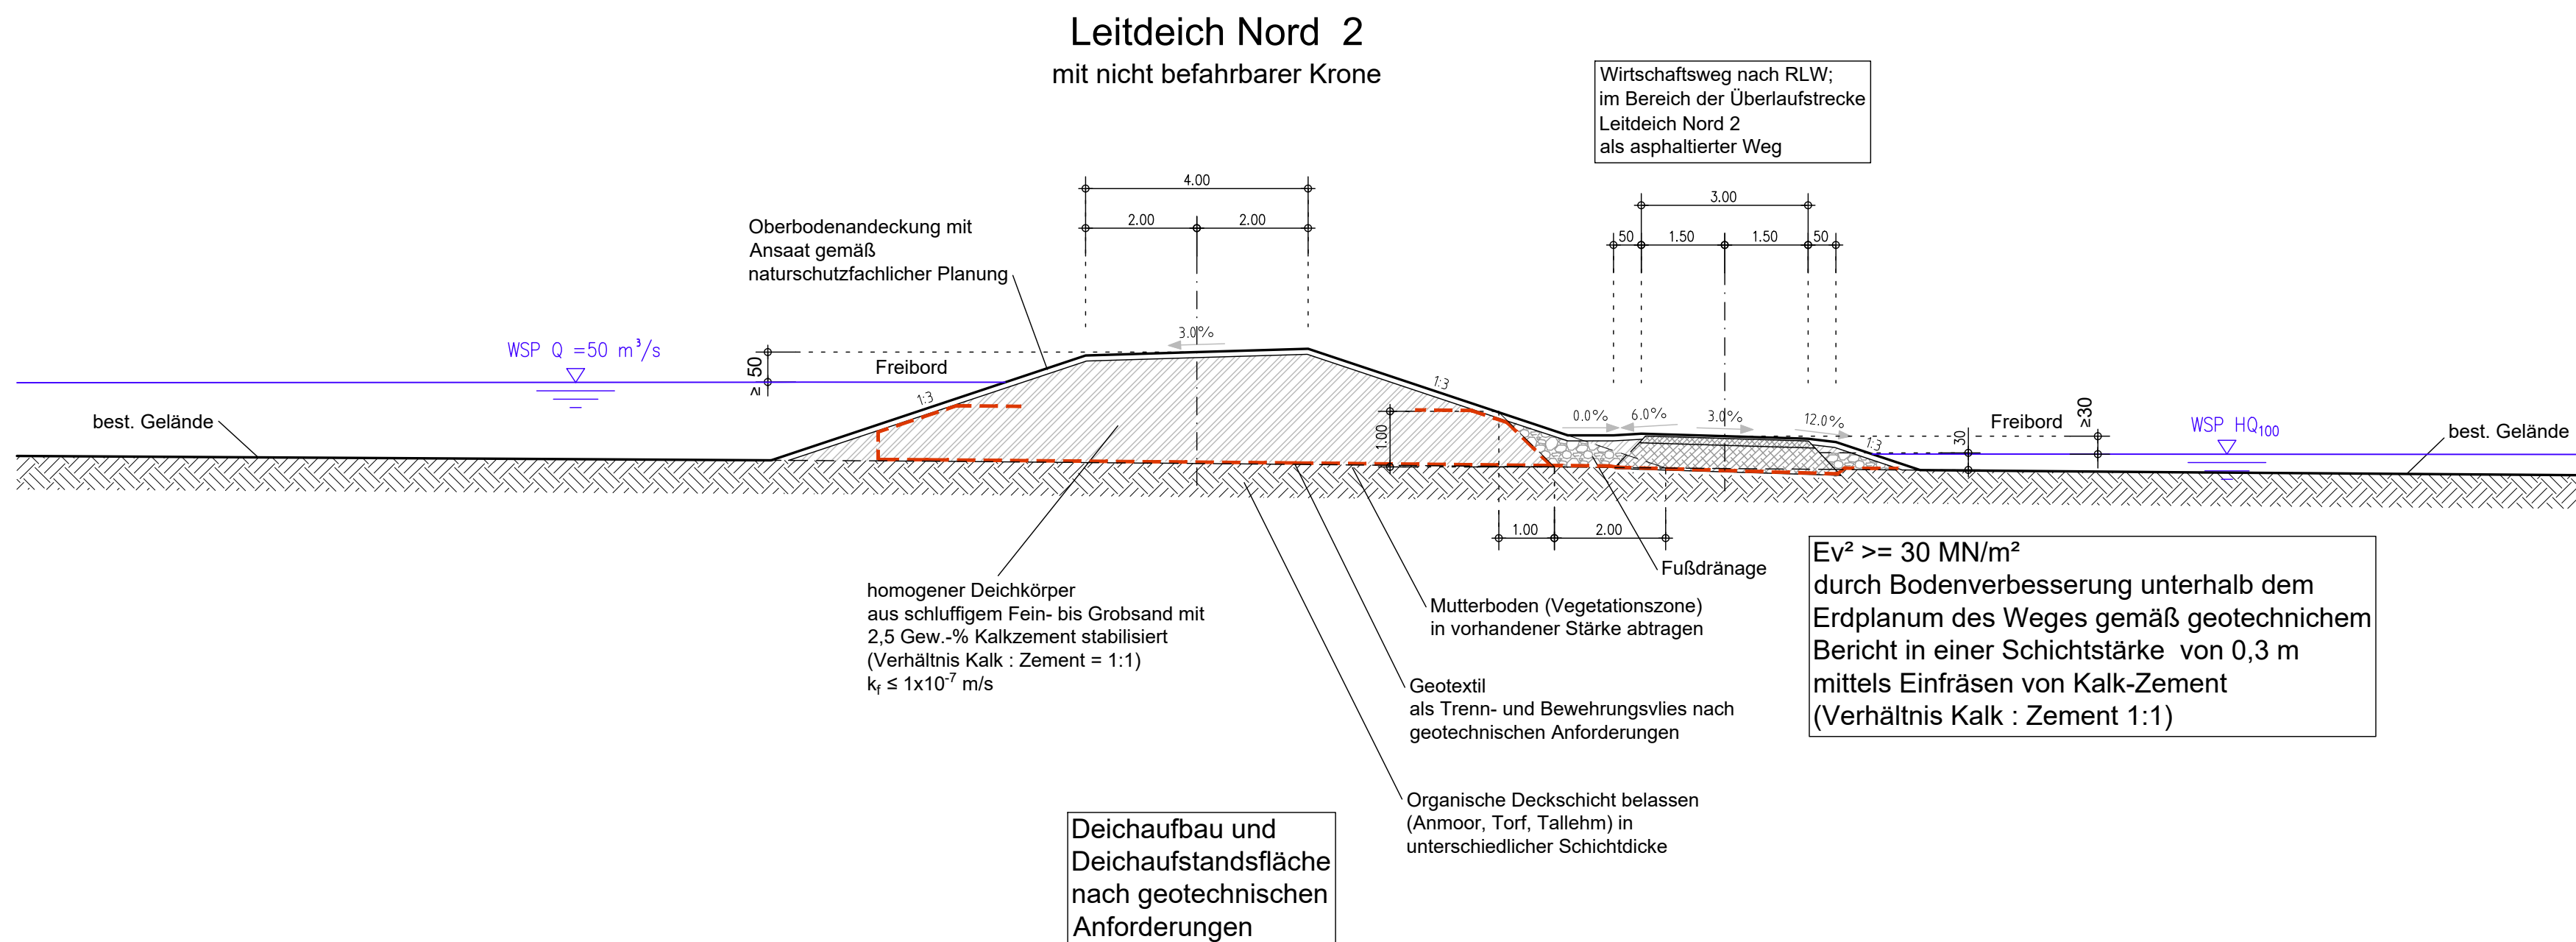 Leitdeich Nord 2
mit nicht befahrbarer Krone
Wirtschaftsweg nach RLW;
im Bereich der Überlaufstrecke
Leitdeich Nord 2
als asphaltierter Weg
4.00
2.00 2.00
3.00
50 1.50 1.50 50
Oberbodenandeckung mit
Ansaat gemäß
naturschutzfachlicher Planung
WSP Q =50 m³/s
≥ 50
Freibord
3.0%
1:3
1:3
best. Gelände
1.00
0.0% 6.0% 3.0% 12.0%
1:3
30
Freibord
≥30
WSP HQ₁₀₀
best. Gelände
1.00 2.00
Fußdränage
homogener Deichkörper
aus schluffigem Fein- bis Grobsand mit
2,5 Gew.-% Kalkzement stabilisiert
(Verhältnis Kalk : Zement = 1:1)
k_f ≤ 1x10⁻⁷ m/s
Mutterboden (Vegetationszone)
in vorhandener Stärke abtragen
Geotextil
als Trenn- und Bewehrungsvlies nach
geotechnischen Anforderungen
Organische Deckschicht belassen
(Anmoor, Torf, Tallehm) in
unterschiedlicher Schichtdicke
Ev² >= 30 MN/m²
durch Bodenverbesserung unterhalb dem
Erdplanum des Weges gemäß geotechnichem
Bericht in einer Schichtstärke von 0,3 m
mittels Einfräsen von Kalk-Zement
(Verhältnis Kalk : Zement 1:1)
Deichaufbau und
Deichaufstandsfläche
nach geotechnischen
Anforderungen